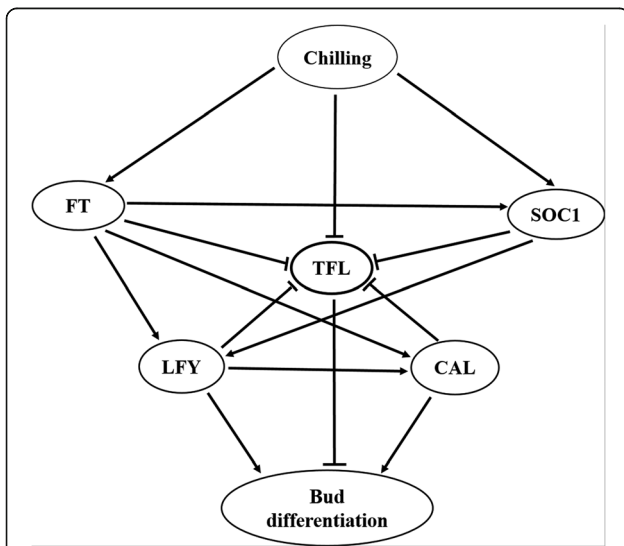 Chilling
FT
SOC1
TFL
LFY
CAL
Bud
differentiation